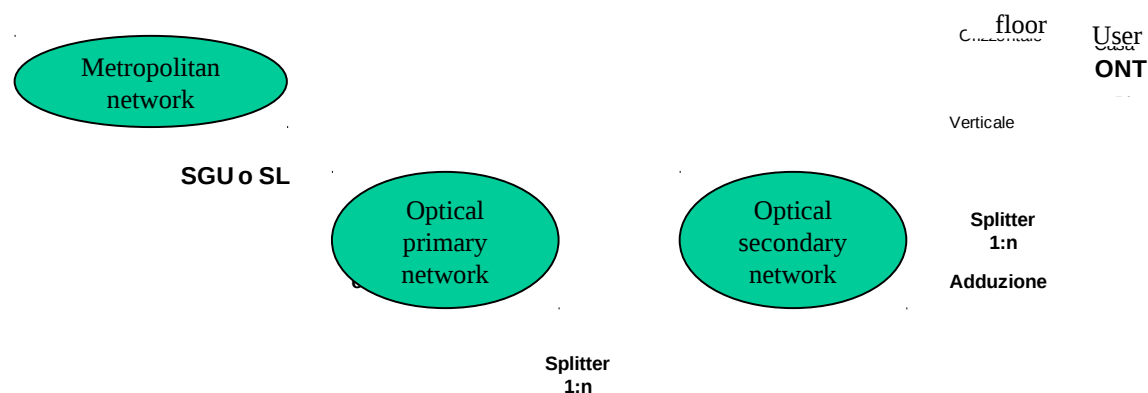 floor
User
Metropolitan
network
ONT
Verticale
SGU o SL
Optical
primary
network
Optical
secondary
network
Splitter
1:n
Adduzione
Splitter
1:n